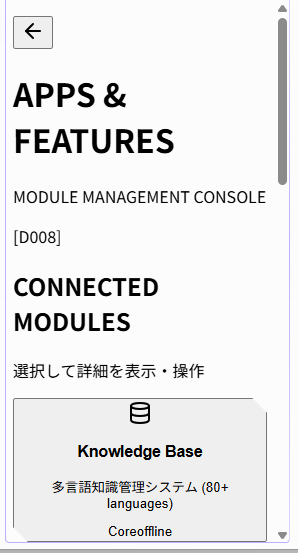 APPS &
FEATURES
MODULE MANAGEMENT CONSOLE
[D008]
CONNECTED
MODULES
選択して詳細を表示・操作
Knowledge Base
多言語知識管理システム (80+
languages)
Coreoffline